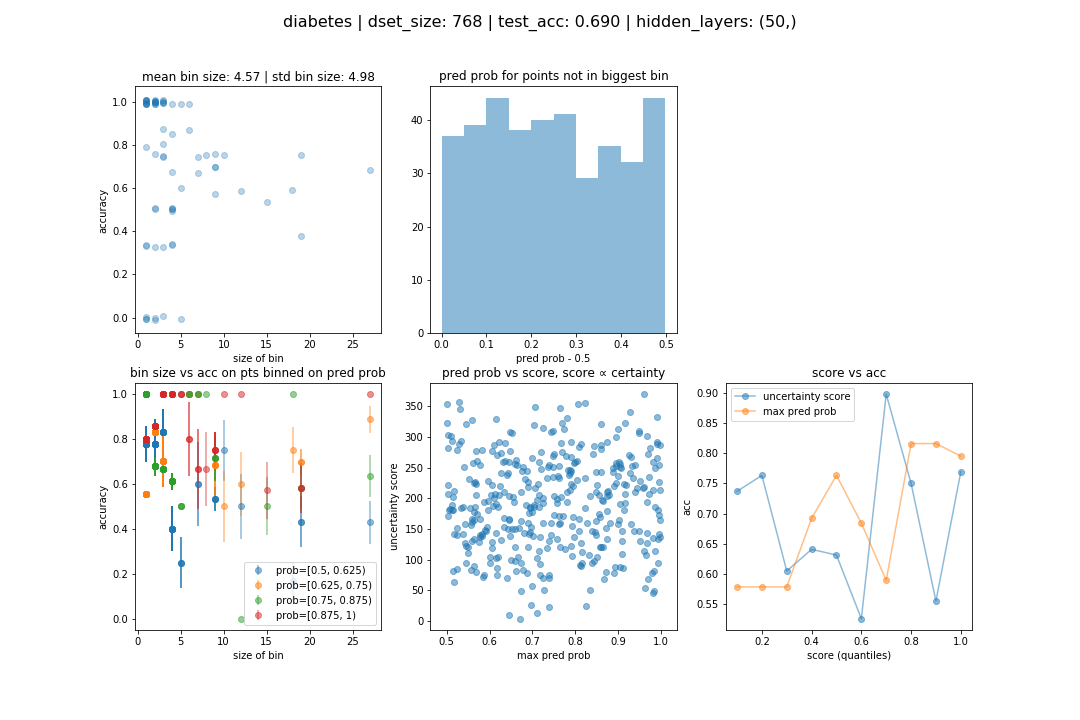 diabetes | dset_size: 768 | test_acc: 0.690 | hidden_layers: (50,)
mean bin size: 4.57 | std bin size: 4.98
accuracy
1.0
0.8
0.6
0.4
0.2
0.0
0
5
10
15
20
25
size of bin
pred prob for points not in biggest bin
40
30
20
10
0
0.0
0.1
0.2
0.3
0.4
0.5
pred prob - 0.5
bin size vs acc on pts binned on pred prob
accuracy
1.0
0.8
0.6
0.4
0.2
0.0
prob=[0.5, 0.625)
prob=[0.625, 0.75)
prob=[0.75, 0.875)
prob=[0.875, 1)
0
5
10
15
20
25
size of bin
pred prob vs score, score ∝ certainty
uncertainty score
350
300
250
200
150
100
50
0
0.5
0.6
0.7
0.8
0.9
1.0
max pred prob
score vs acc
acc
0.90
0.85
0.80
0.75
0.70
0.65
0.60
0.55
uncertainty score
max pred prob
0.2
0.4
0.6
0.8
1.0
score (quantiles)